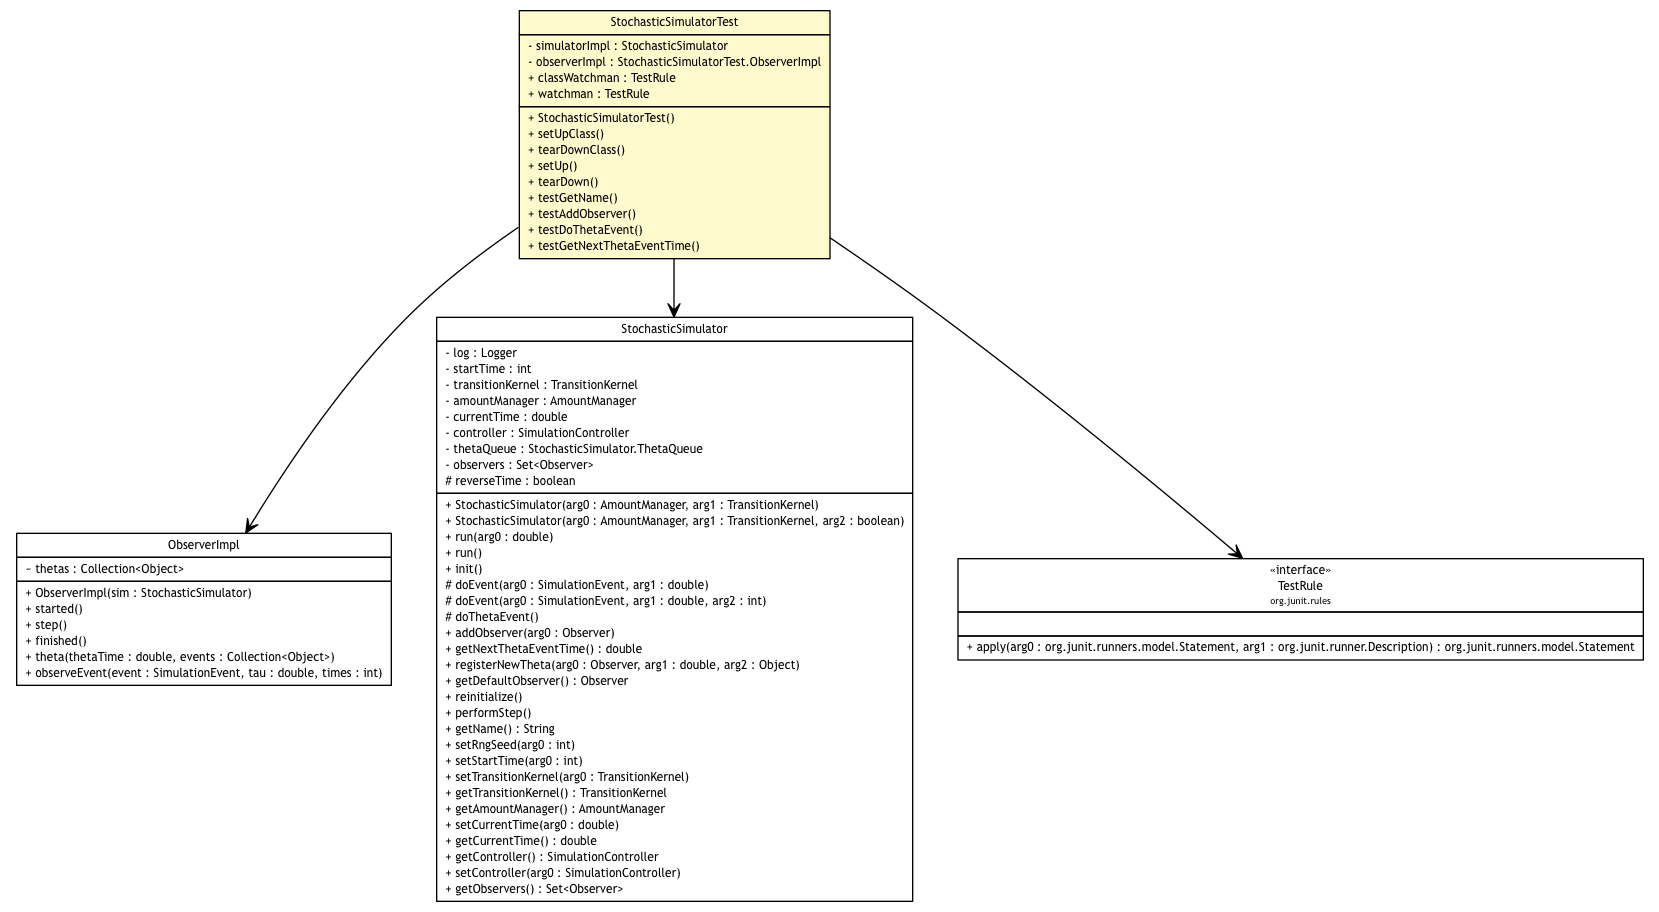 StochasticSimulatorTest
- simulatorImpl : StochasticSimulator
- observerImpl : StochasticSimulatorTest.ObserverImpl
+ classWatchman : TestRule
+ watchman : TestRule
+ StochasticSimulatorTest()
+ setUpClass()
+ tearDownClass()
+ setUp()
+ tearDown()
+ testGetName()
+ testAddObserver()
+ testDoThetaEvent()
+ testGetNextThetaEventTime()
ObserverImpl
~ thetas : Collection<Object>
+ ObserverImpl(sim : StochasticSimulator)
+ started()
+ step()
+ finished()
+ theta(thetaTime : double, events : Collection<Object>)
+ observeEvent(event : SimulationEvent, tau : double, times : int)
StochasticSimulator
- log : Logger
- startTime : int
- transitionKernel : TransitionKernel
- amountManager : AmountManager
- currentTime : double
- controller : SimulationController
- thetaQueue : StochasticSimulator.ThetaQueue
- observers : Set<Observer>
# reverseTime : boolean
+ StochasticSimulator(arg0 : AmountManager, arg1 : TransitionKernel)
+ StochasticSimulator(arg0 : AmountManager, arg1 : TransitionKernel, arg2 : boolean)
+ run(arg0 : double)
+ run()
+ init()
# doEvent(arg0 : SimulationEvent, arg1 : double)
# doEvent(arg0 : SimulationEvent, arg1 : double, arg2 : int)
# doThetaEvent()
+ addObserver(arg0 : Observer)
+ getNextThetaEventTime() : double
+ registerNewTheta(arg0 : Observer, arg1 : double, arg2 : Object)
+ getDefaultObserver() : Observer
+ reinitialize()
+ performStep()
+ getName() : String
+ setRngSeed(arg0 : int)
+ setStartTime(arg0 : int)
+ setTransitionKernel(arg0 : TransitionKernel)
+ getTransitionKernel() : TransitionKernel
+ getAmountManager() : AmountManager
+ setCurrentTime(arg0 : double)
+ getCurrentTime() : double
+ getController() : SimulationController
+ setController(arg0 : SimulationController)
+ getObservers() : Set<Observer>
«interface»
TestRule
org.junit.rules
+ apply(arg0 : org.junit.runners.model.Statement, arg1 : org.junit.runner.Description) : org.junit.runners.model.Statement